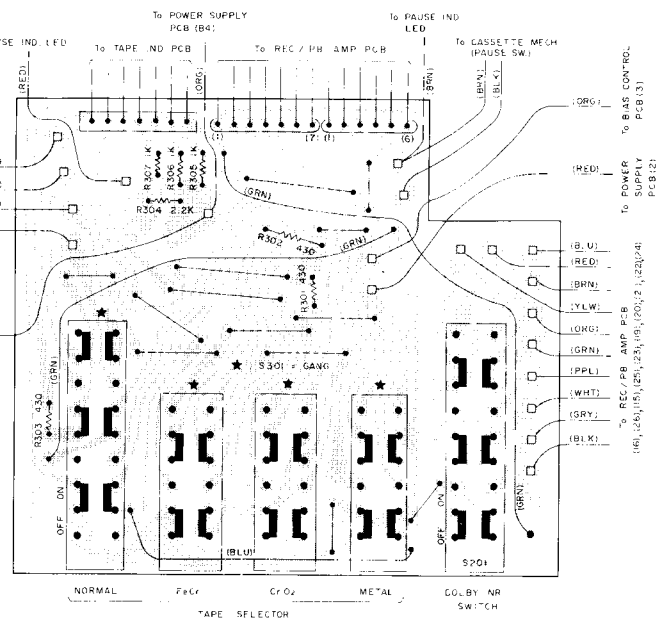 To POWER SUPPLY
PCB (B4)
To PAUSE IND
LED
SE IND. LED
To TAPE IND PCB
To REC / PB AMP PCB
To CASSETTE MECH
(PAUSE SW.)
(RED)
(ORG)
(BRN)
(BRN)
(BLK)
(ORG)
To BIAS CONTROL
PCB (3)
(1)
(7)
(1)
(6)
R307 1K
R306 1K
R305 1K
R304 2.2K
(GRN)
(RED)
To POWER
SUPPLY
PCB (2)
R302 430
(GRN)
R301 430
(BLU)
(RED)
(BRN)
(YLW)
(ORG)
(GRN)
(PPL)
(WHT)
(GRY)
(BLK)
To REC / PB AMP PCB
★
★ S301 = GANG
★
★
★
(GRN)
R303 430
ON
OFF
(BLU)
ON
OFF
(GRN)
S201
NORMAL
FeCr
CrO2
METAL
TAPE SELECTOR
DOLBY NR
SWITCH